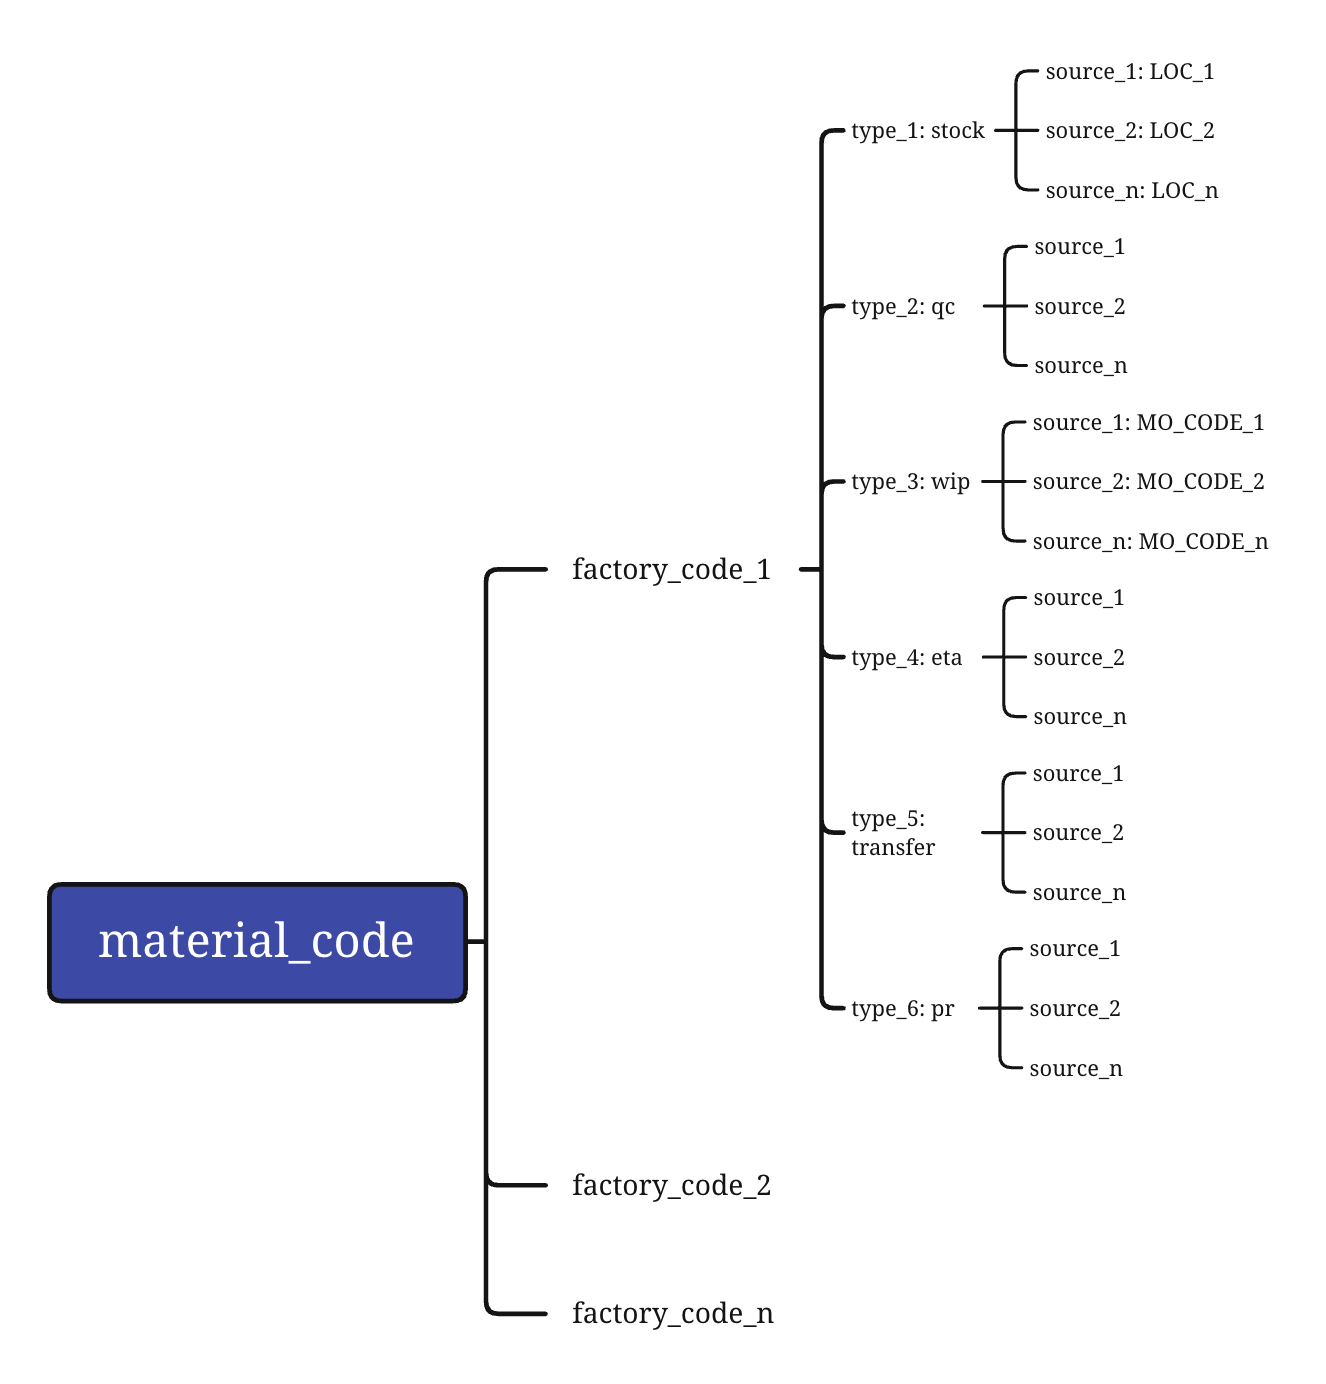 material_code
factory_code_1
type_1: stock
source_1: LOC_1
source_2: LOC_2
source_n: LOC_n
type_2: qc
source_1
source_2
source_n
type_3: wip
source_1: MO_CODE_1
source_2: MO_CODE_2
source_n: MO_CODE_n
type_4: eta
source_1
source_2
source_n
type_5:
transfer
source_1
source_2
source_n
type_6: pr
source_1
source_2
source_n
factory_code_2
factory_code_n